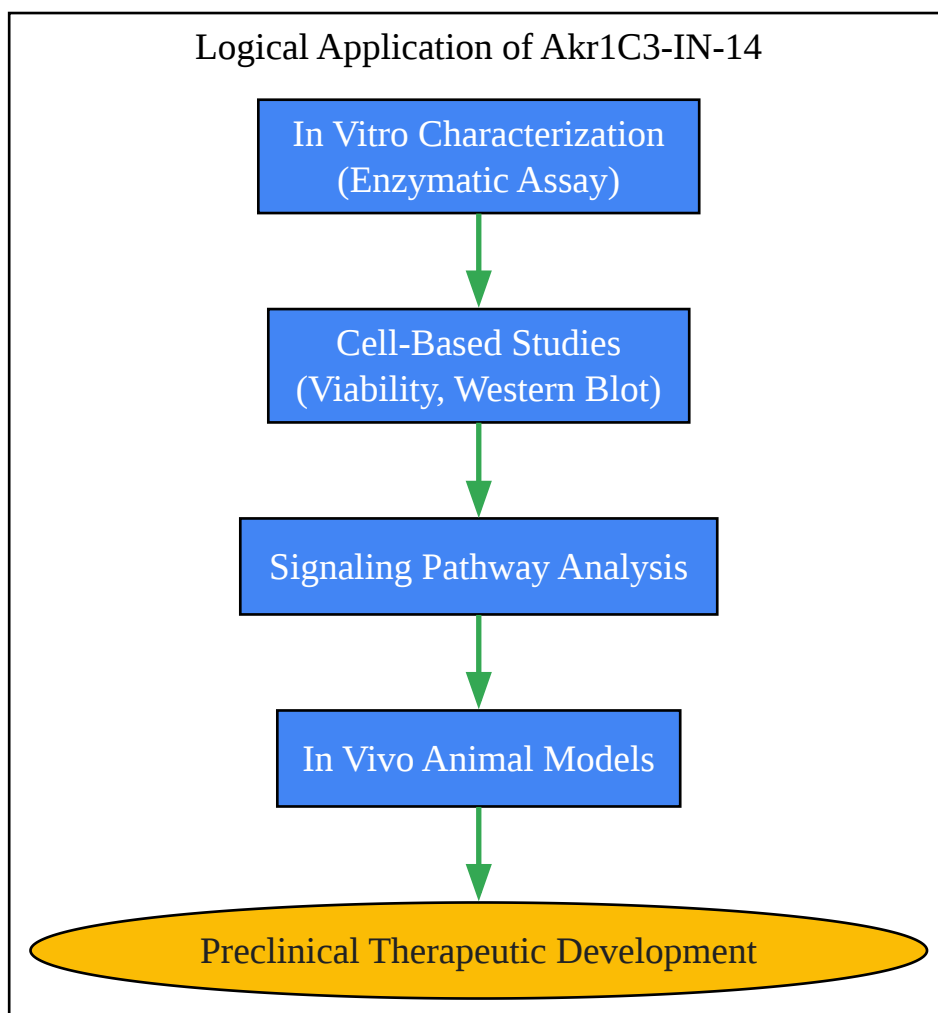 Logical Application of Akr1C3-IN-14
In Vitro Characterization
(Enzymatic Assay)
Cell-Based Studies
(Viability, Western Blot)
Signaling Pathway Analysis
In Vivo Animal Models
Preclinical Therapeutic Development